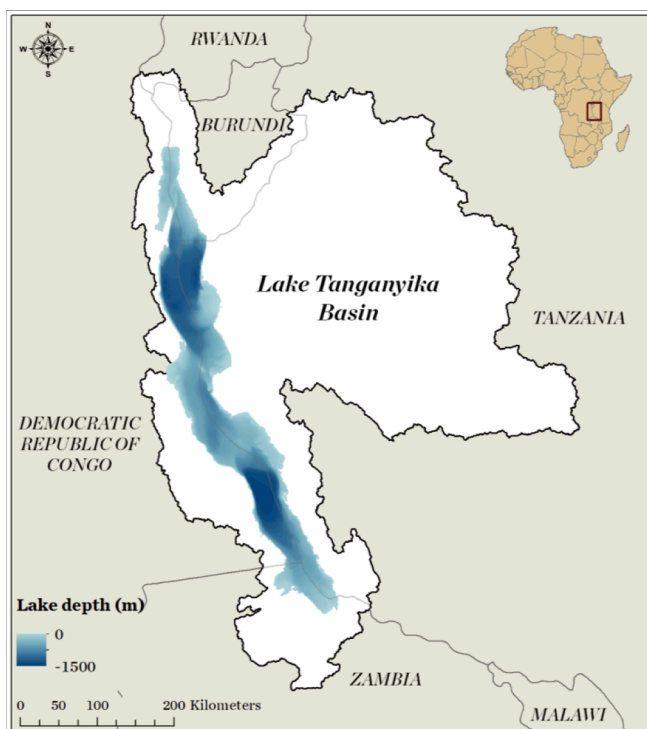 N
W E
S
RWANDA
BURUNDI
Lake Tanganyika
Basin
TANZANIA
DEMOCRATIC
REPUBLIC OF
CONGO
Lake depth (m)
0
-1500
0 50 100 200 Kilometers
ZAMBIA
MALAWI